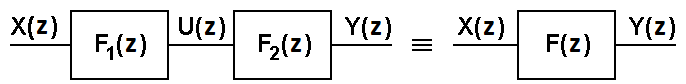 X(z) F₁(z) U(z) F₂(z) Y(z) ≡ X(z) F(z) Y(z)